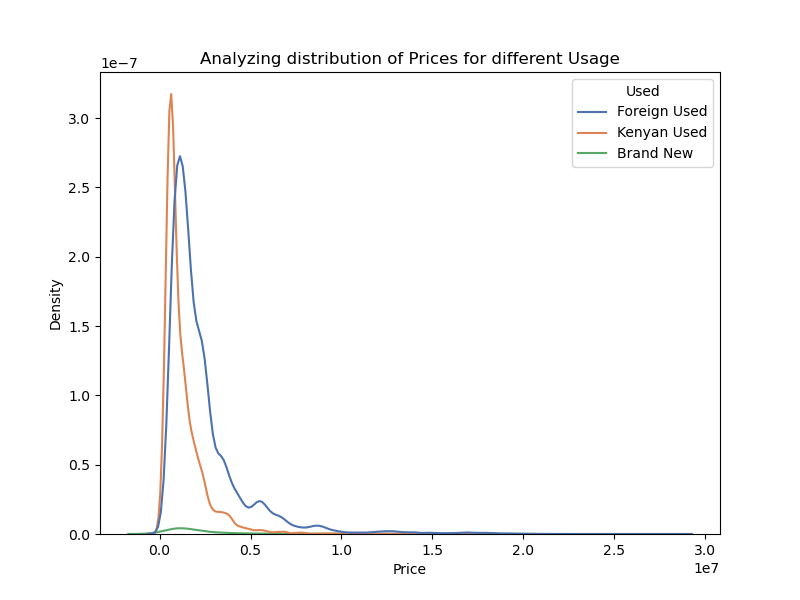 Analyzing distribution of Prices for different Usage
1e−7
Used
Foreign Used
Kenyan Used
Brand New
3.0
2.5
2.0
1.5
1.0
0.5
0.0
Density
0.0 0.5 1.0 1.5 2.0 2.5 3.0
1e7
Price